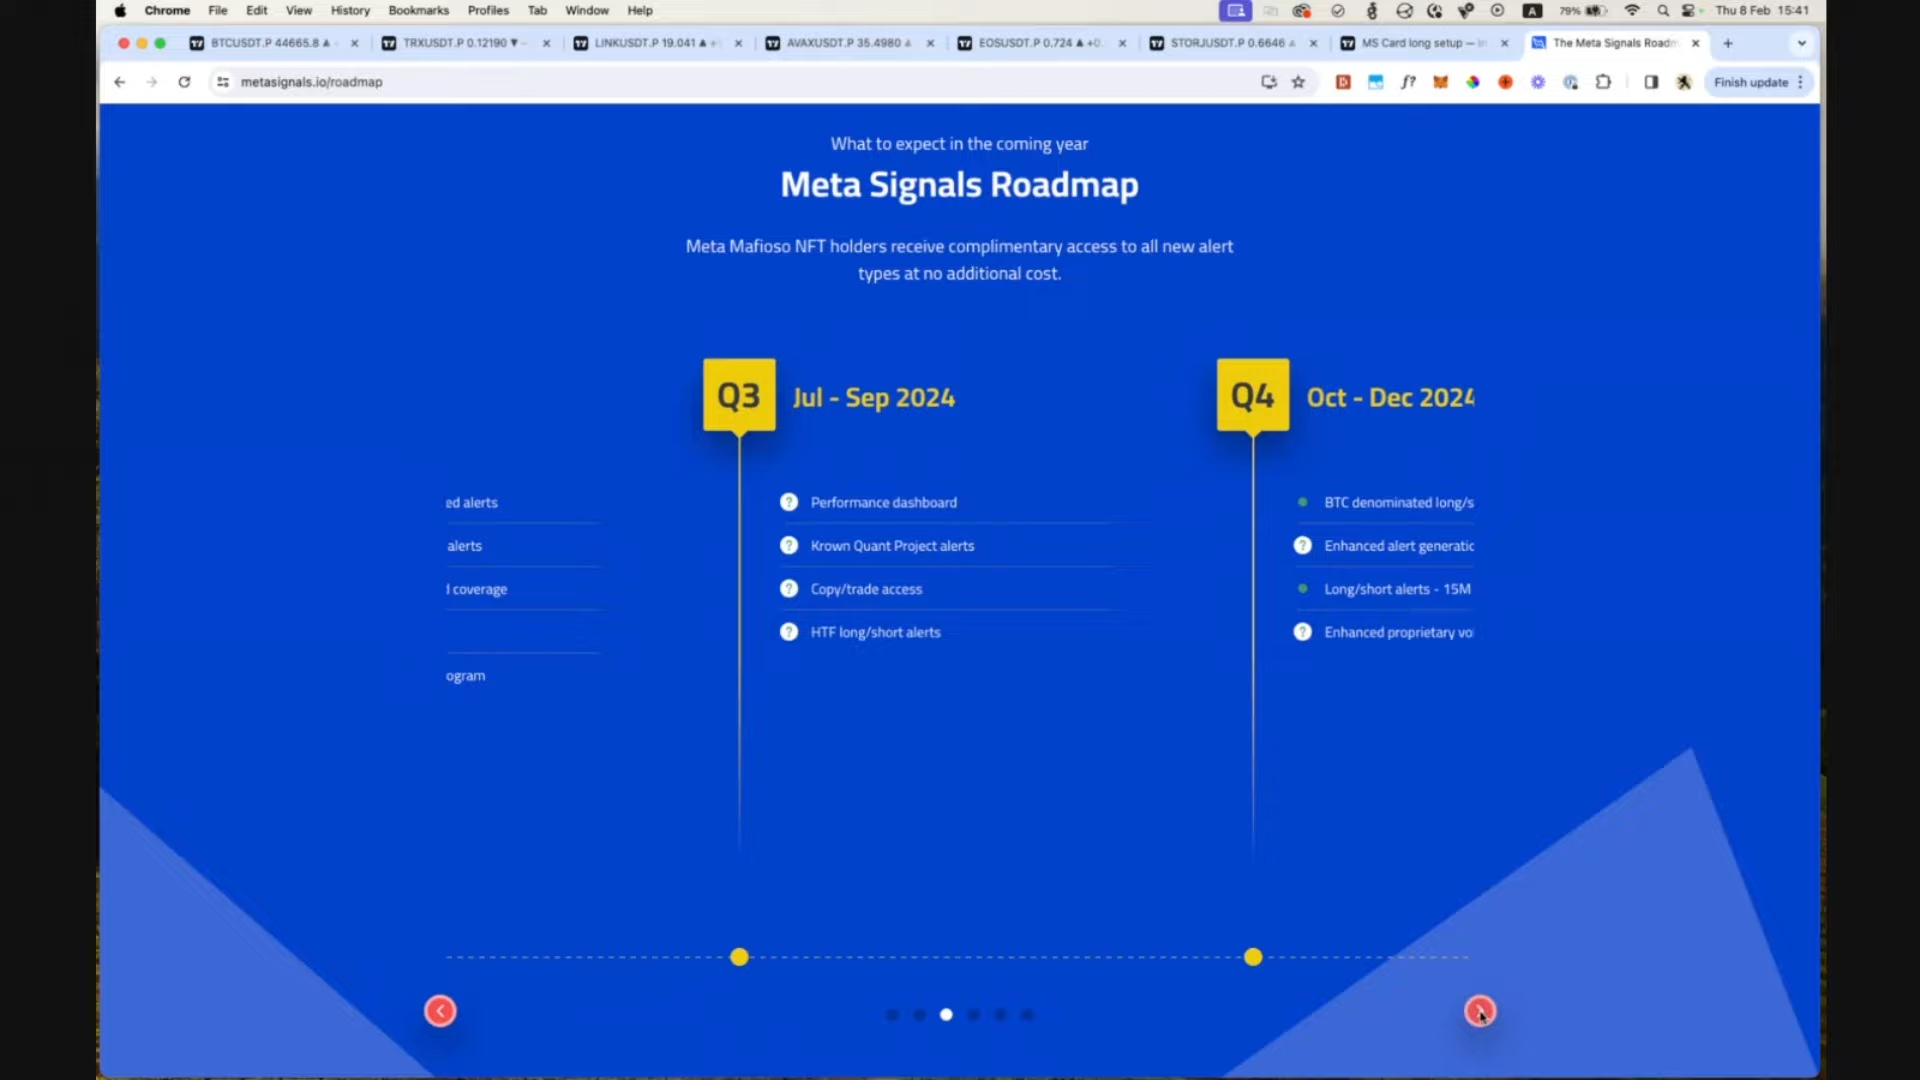 Chrome File Edit View History Bookmarks Profiles Tab Window Help
A 79% Thu 8 Feb 15:41
BTCUSDT.P 44665.8 ▲
TRXUSDT.P 0.12190 ▼
LINKUSDT.P 19.041 ▲
AVAXUSDT.P 35.4980
EOSUSDT.P 0.724 ▲ +0
STORJUSDT.P 0.6646
MS Card long setup —
The Meta Signals Roadm
metasignals.io/roadmap
f?
Finish update
What to expect in the coming year
Meta Signals Roadmap
Meta Mafioso NFT holders receive complimentary access to all new alert
types at no additional cost.
Q3 Jul - Sep 2024
Q4 Oct - Dec 2024
ed alerts
alerts
coverage
ogram
? Performance dashboard
? Krown Quant Project alerts
? Copy/trade access
? HTF long/short alerts
BTC denominated long/s
? Enhanced alert generatio
Long/short alerts - 15M
? Enhanced proprietary vo